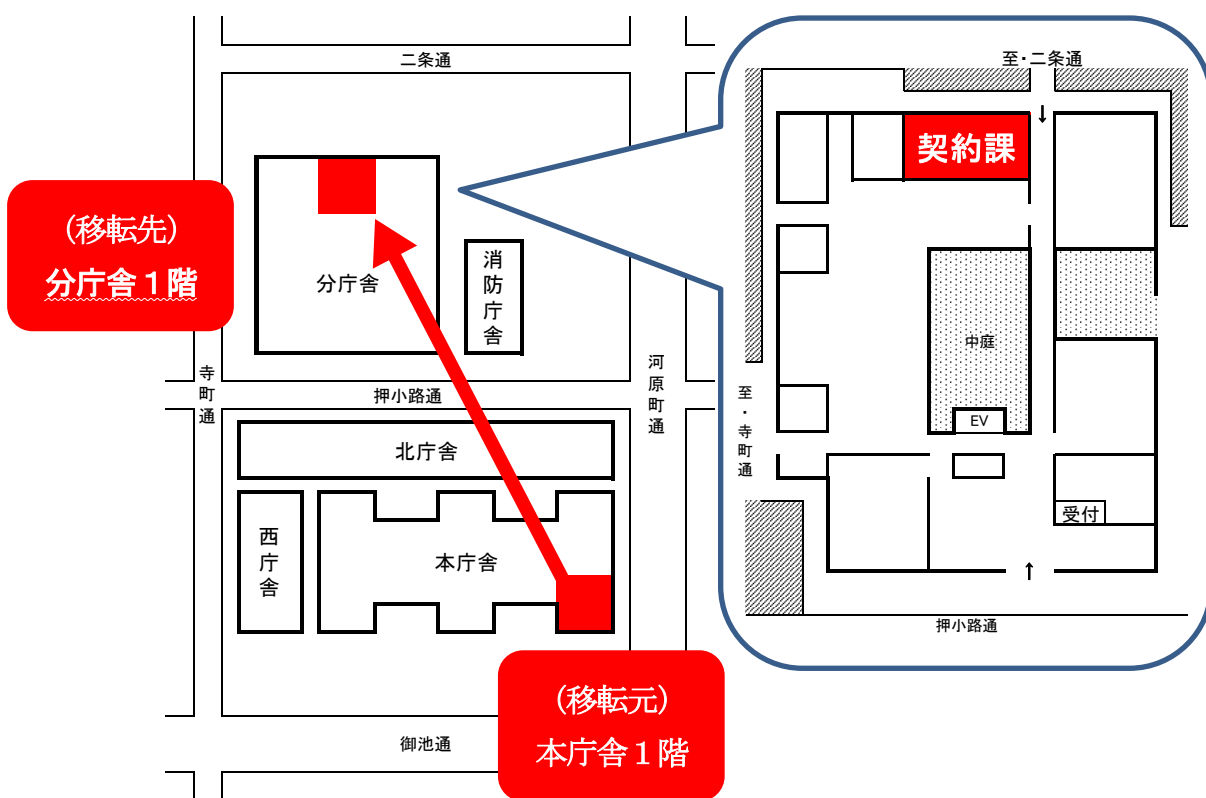 二条通
至・二条通
契約課
(移転先)
分庁舎１階
分庁舎
消防庁舎
中庭
EV
寺町通
押小路通
河原町通
至・寺町通
北庁舎
受付
西庁舎
本庁舎
押小路通
(移転元)
本庁舎１階
御池通